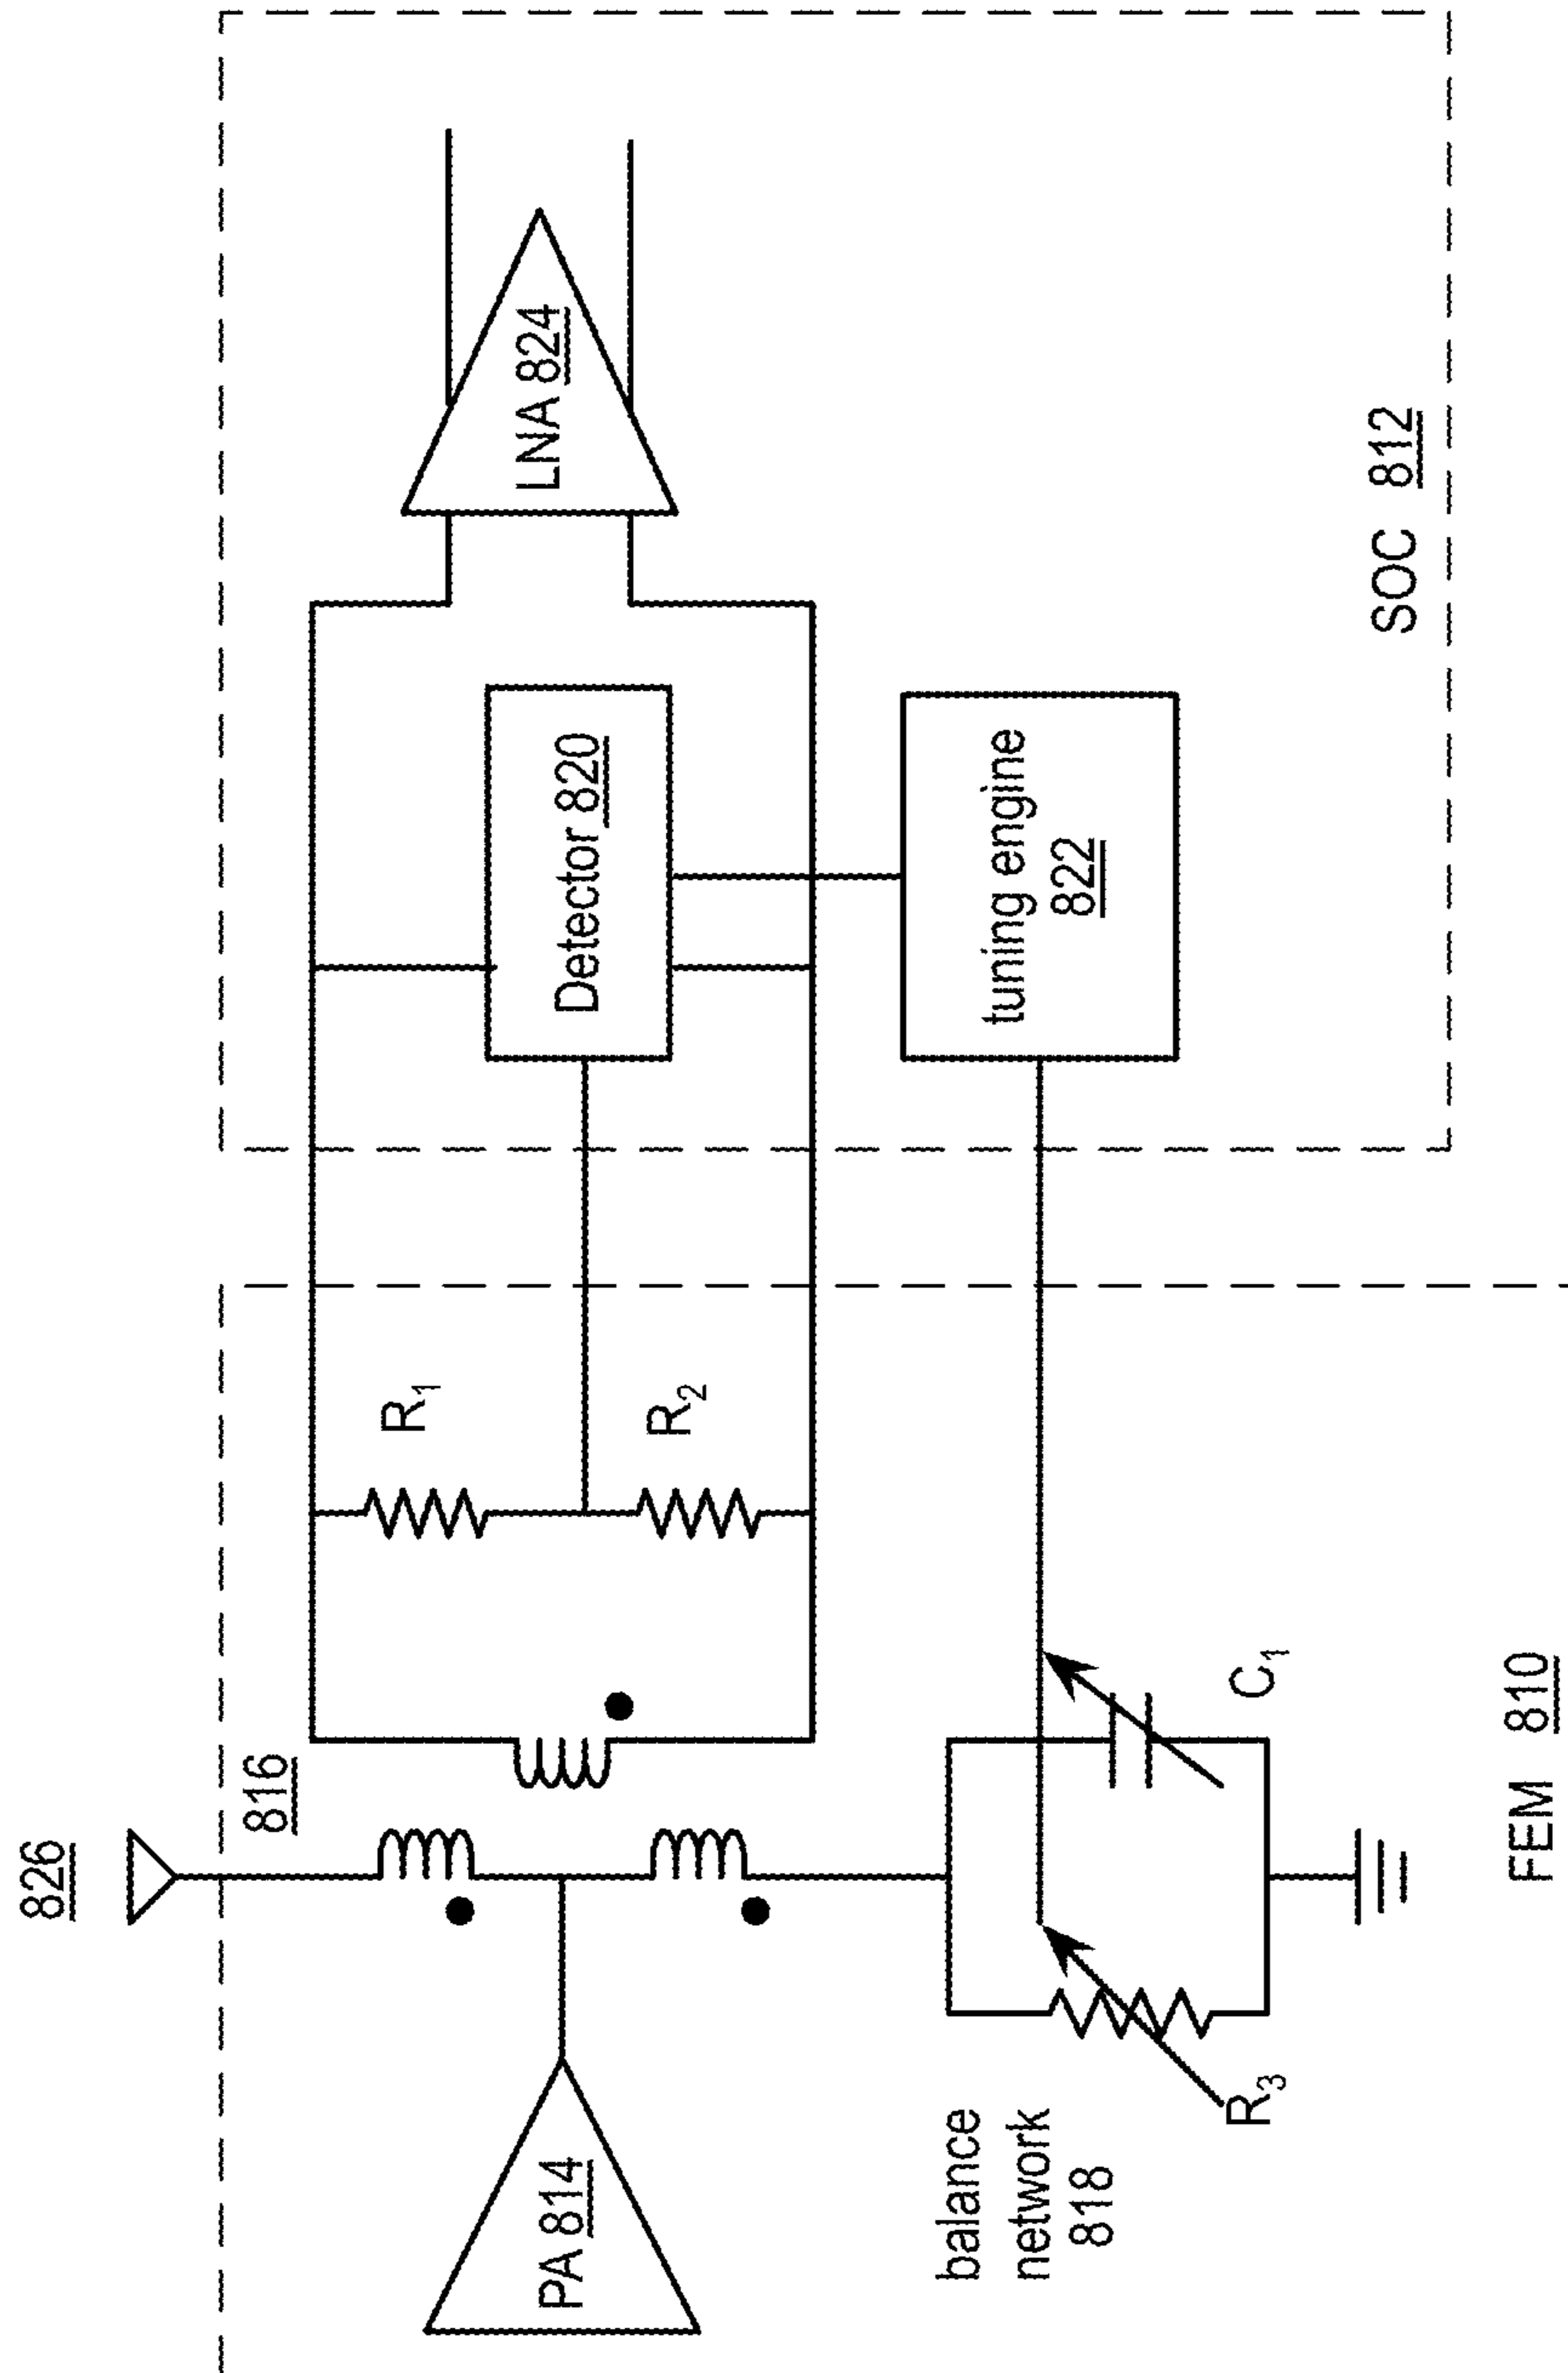 826
816
PA 814
balance
network
818
R3
C1
R1
R2
FEM 810
Detector 820
tuning engine
822
LNA 824
SOC 812